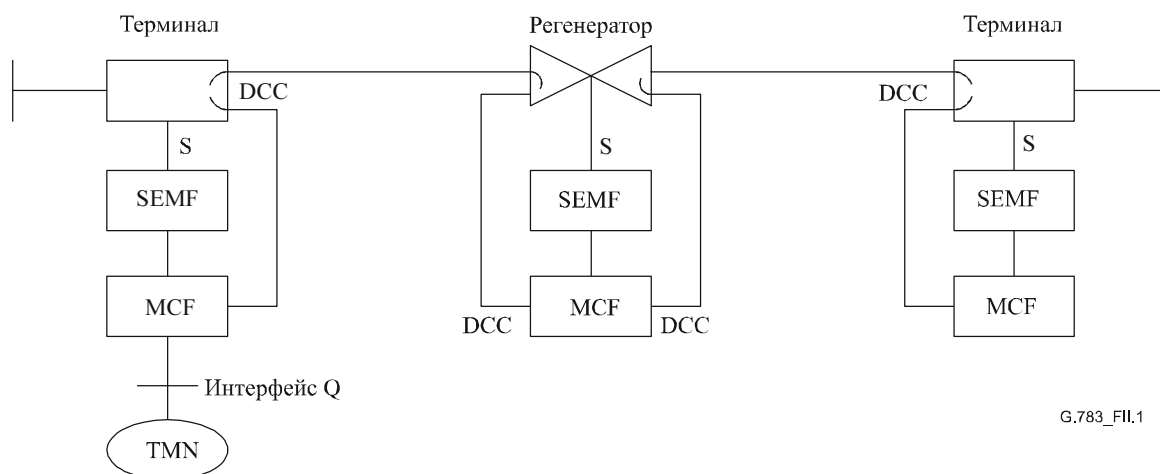 Терминал
Регенератор
Терминал
DCC
DCC
S
S
S
SEMF
SEMF
SEMF
MCF
MCF
MCF
DCC
DCC
Интерфейс Q
TMN
G.783_FII.1